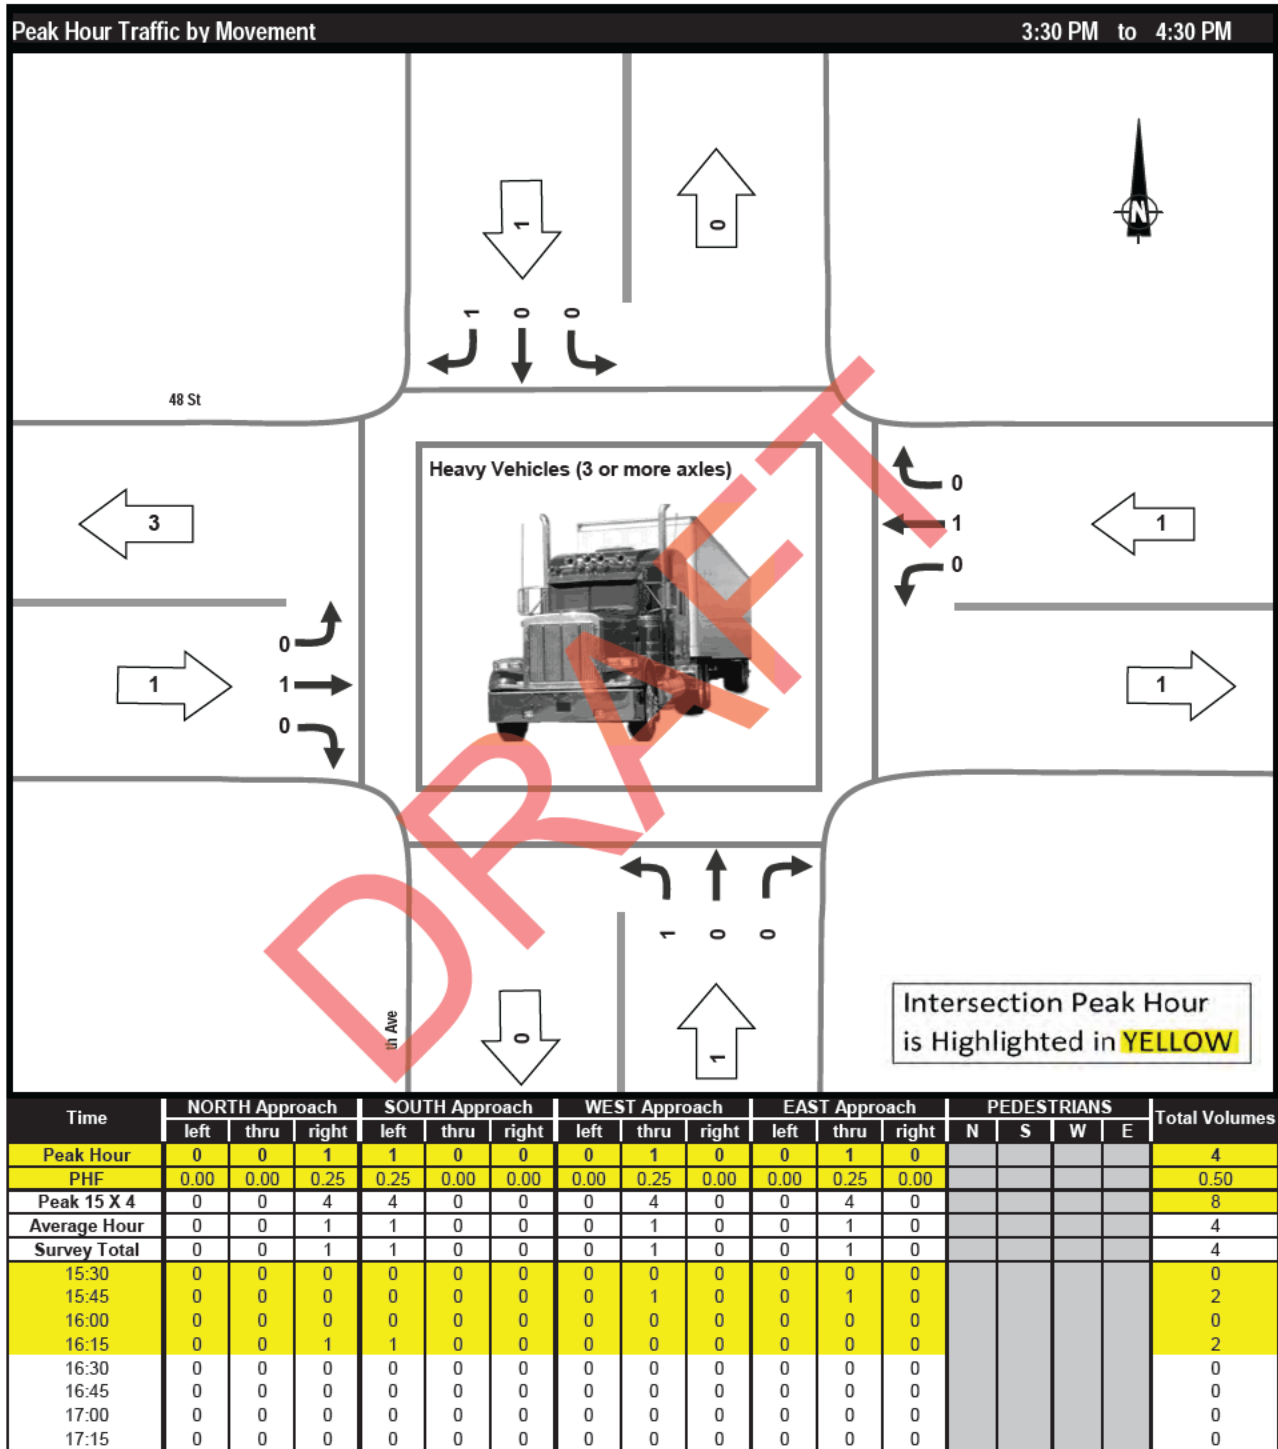 Peak Hour Traffic by Movement 3:30 PM to 4:30 PM
1 0
N
1 0 0
48 St
Heavy Vehicles (3 or more axles)
0
3 1 1
0
0
1 1 1
0
DRAFT
1 0 0
th Ave
0 1
Intersection Peak Hour
is Highlighted in YELLOW
Time NORTH Approach SOUTH Approach WEST Approach EAST Approach PEDESTRIANS Total Volumes
left thru right left thru right left thru right left thru right N S W E
Peak Hour 0 0 1 1 0 0 0 1 0 0 1 0 4
PHF 0.00 0.00 0.25 0.25 0.00 0.00 0.00 0.25 0.00 0.00 0.25 0.00 0.50
Peak 15 X 4 0 0 4 4 0 0 0 4 0 0 4 0 8
Average Hour 0 0 1 1 0 0 0 1 0 0 1 0 4
Survey Total 0 0 1 1 0 0 0 1 0 0 1 0 4
15:30 0 0 0 0 0 0 0 0 0 0 0 0 0
15:45 0 0 0 0 0 0 0 1 0 0 1 0 2
16:00 0 0 0 0 0 0 0 0 0 0 0 0 0
16:15 0 0 1 1 0 0 0 0 0 0 0 0 2
16:30 0 0 0 0 0 0 0 0 0 0 0 0 0
16:45 0 0 0 0 0 0 0 0 0 0 0 0 0
17:00 0 0 0 0 0 0 0 0 0 0 0 0 0
17:15 0 0 0 0 0 0 0 0 0 0 0 0 0